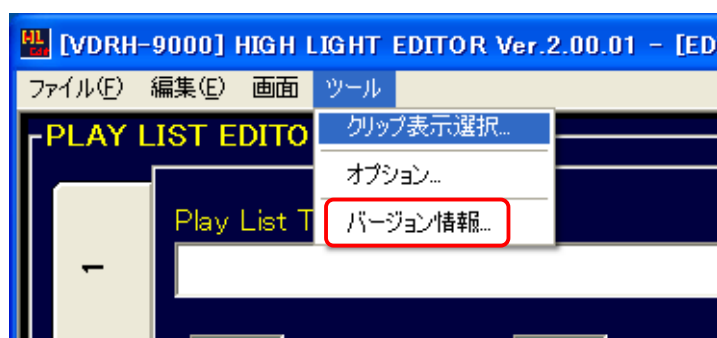 HL Edit [VDRH-9000] HIGH LIGHT EDITOR Ver.2.00.01 - [ED
ファイル(F) 編集(E) 画面 ツール
PLAY LIST EDITO
クリップ表示選択...
オプション...
Play List T
バージョン情報...
1